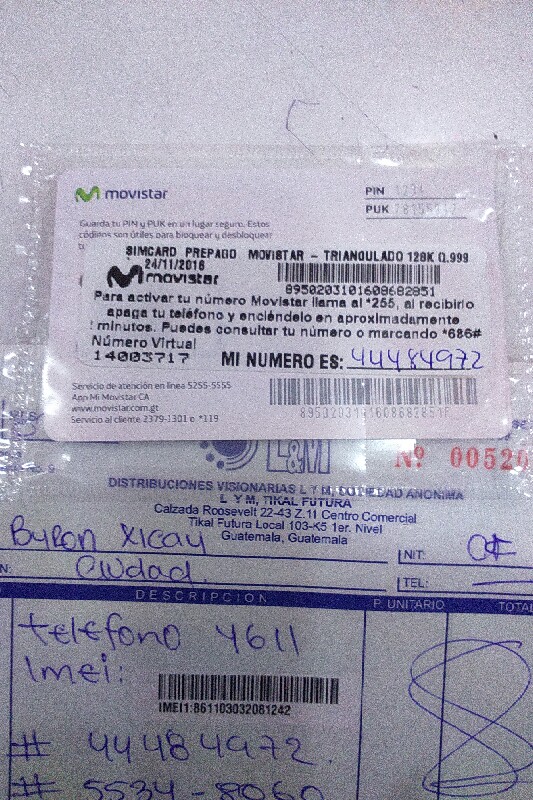 movistar
PIN 1234
PUK
Guarda tu PIN y PUK en un lugar seguro. Estos
códigos son útiles para bloquear y desbloquear
SIMCARD PREPAGO MOVISTAR - TRIANGULADO 128K Q.999
24/11/2016
movistar
8950203101608682851
Para activar tu número Movistar llama al *255, al recibirlo
apaga tu teléfono y enciéndelo en aproximadamente
minutos. Puedes consultar tu número o marcando *686#
Número Virtual
14003717
MI NUMERO ES: 44484972
Servicio de atención en línea 5255-5555
App Mi Movistar CA
www.movistar.com.gt
Servicio al cliente 2379-1301 o *119
8950203101608682851F
L&M
Nº 00520
DISTRIBUCIONES VISIONARIAS L Y M, SOCIEDAD ANONIMA
L Y M, TIKAL FUTURA
Calzada Roosevelt 22-43 Z.11 Centro Comercial
Tikal Futura Local 103-K5 1er. Nivel
Guatemala, Guatemala
Byron Xicay
NIT: CF
Ciudad
TEL:
DESCRIPCION
P. UNITARIO
TOTA
telefono 4611
Imei:
IMEI1:861103032081242
# 44484972
# 5534-8060